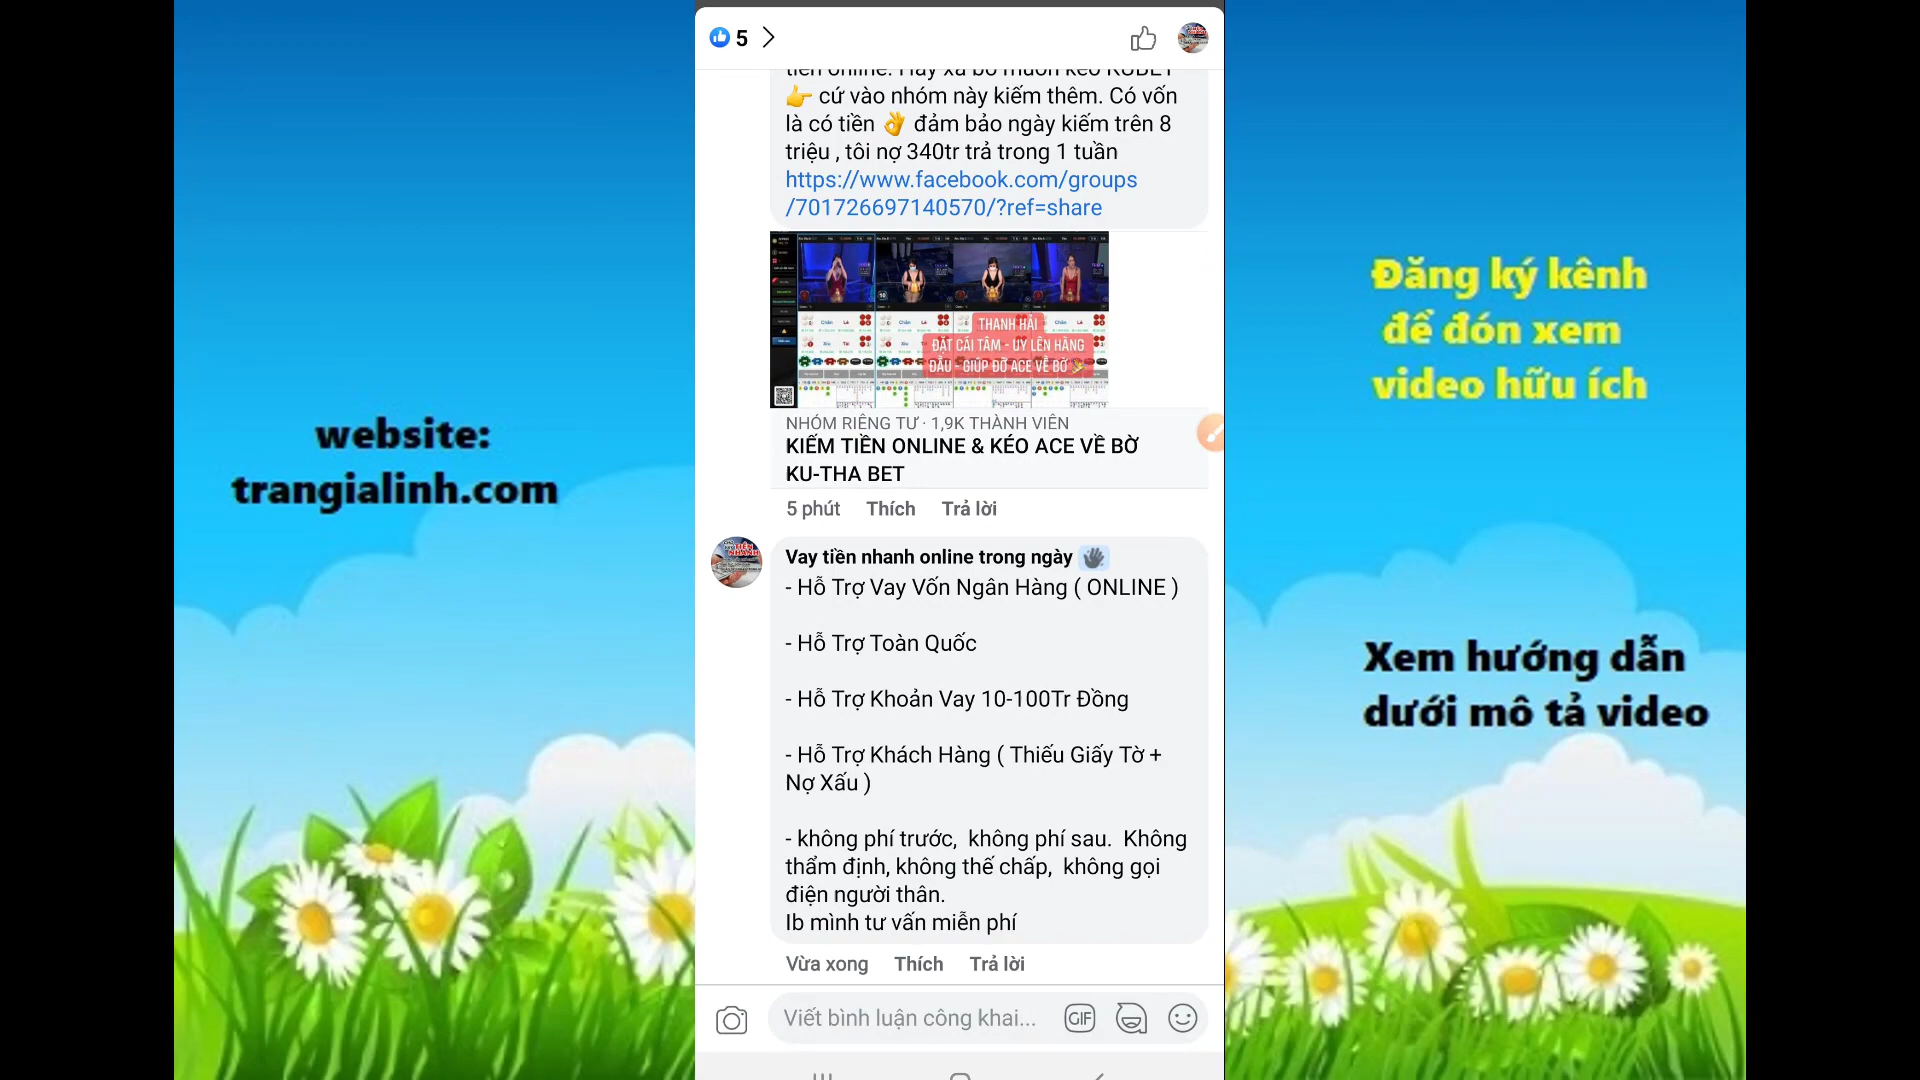 5
tiền online. Hãy xa bờ muốn kéo KUBET
👉 cứ vào nhóm này kiếm thêm. Có vốn
là có tiền 👌 đảm bảo ngày kiếm trên 8
triệu , tôi nợ 340tr trả trong 1 tuần
https://www.facebook.com/groups
/701726697140570/?ref=share
THANH HẢI
ĐẶT CÁI TÂM - UY LÊN HÀNG
ĐẦU - GIÚP ĐỠ ACE VỀ BỜ
NHÓM RIÊNG TƯ · 1,9K THÀNH VIÊN
KIẾM TIỀN ONLINE & KÉO ACE VỀ BỜ
KU-THA BET
5 phút Thích Trả lời
Vay tiền nhanh online trong ngày
- Hỗ Trợ Vay Vốn Ngân Hàng ( ONLINE )
- Hỗ Trợ Toàn Quốc
- Hỗ Trợ Khoản Vay 10-100Tr Đồng
- Hỗ Trợ Khách Hàng ( Thiếu Giấy Tờ +
Nợ Xấu )
- không phí trước, không phí sau. Không
thẩm định, không thế chấp, không gọi
điện người thân.
Ib mình tư vấn miễn phí
Vừa xong Thích Trả lời
Viết bình luận công khai...
GIF
website:
trangialinh.com
Đăng ký kênh
để đón xem
video hữu ích
Xem hướng dẫn
dưới mô tả video